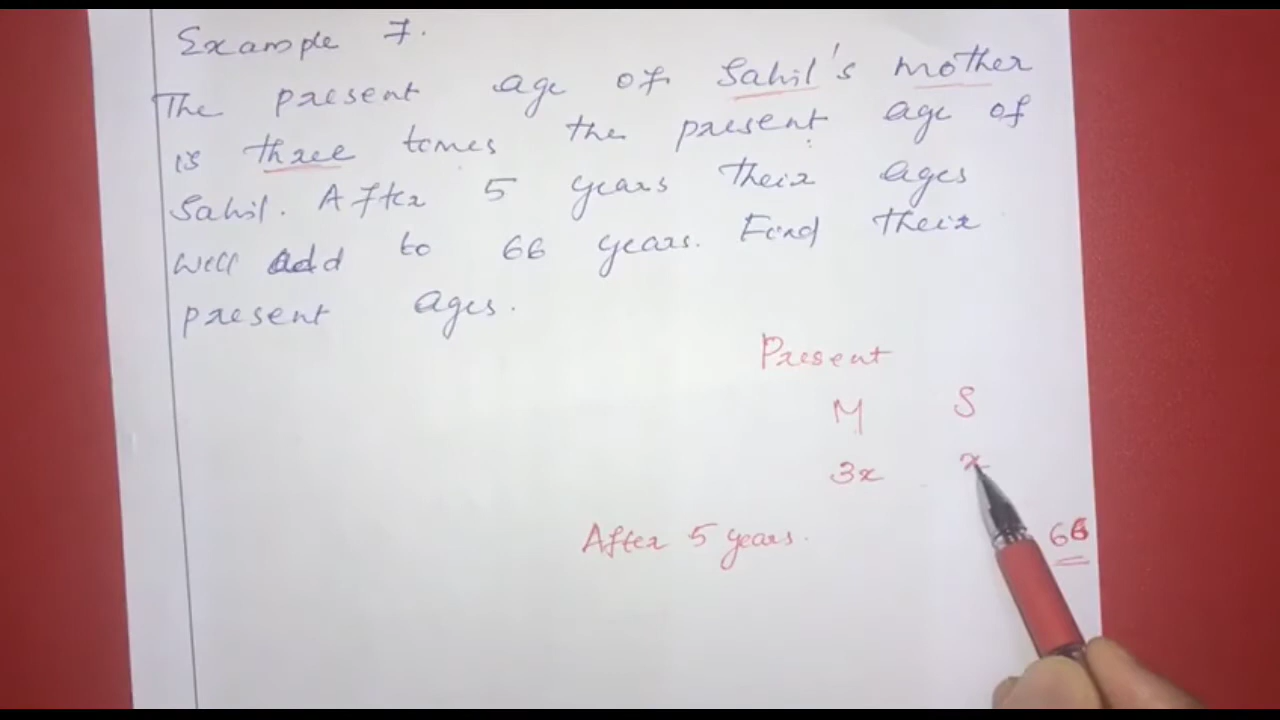 Example 7.
The present age of Sahil's mother
is three times the present age of
Sahil. After 5 years their ages
will add to 66 years. Find their
present ages.
Present
M S
3x x
After 5 years. 66